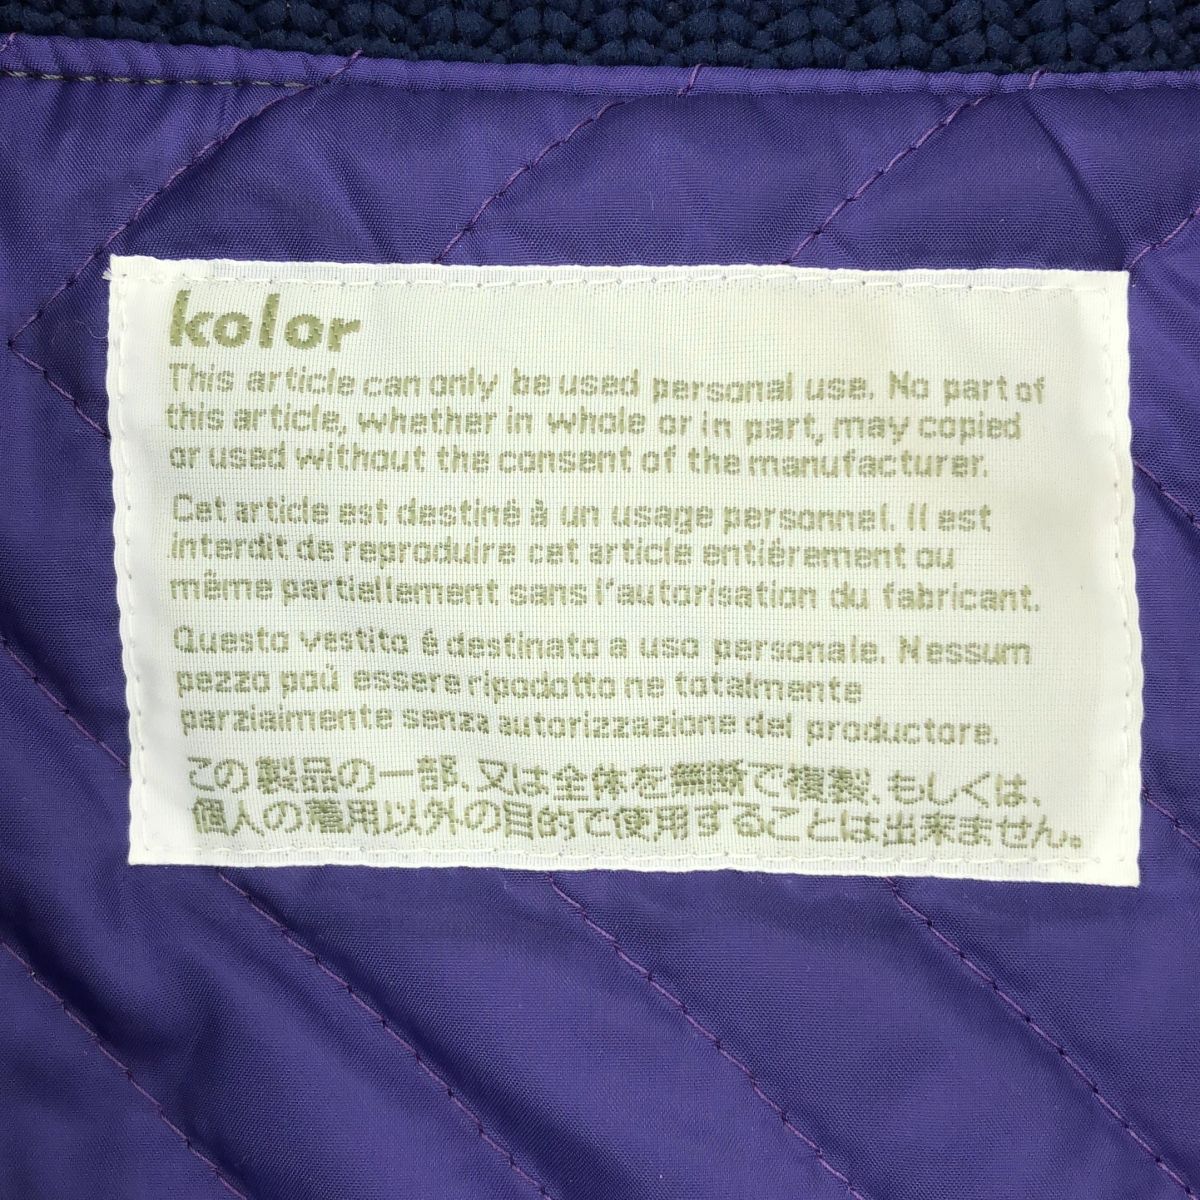 kolor
This article can only be used personal use. No part of
this article, whether in whole or in part, may copied
or used without the consent of the manufacturer.
Cet article est destiné à un usage personnel. Il est
interdit de reproduire cet article entiérement ou
même partiellement sans l'autorisation du fabricant.
Questo vestito é destinato a uso personale. Nessum
pezzo poü essere ripodotto ne totalmente
parzialmente senza autorizzazione del productore.
この製品の一部、又は全体を無断で複製、もしくは、
個人の着用以外の目的で使用することは出来ません。